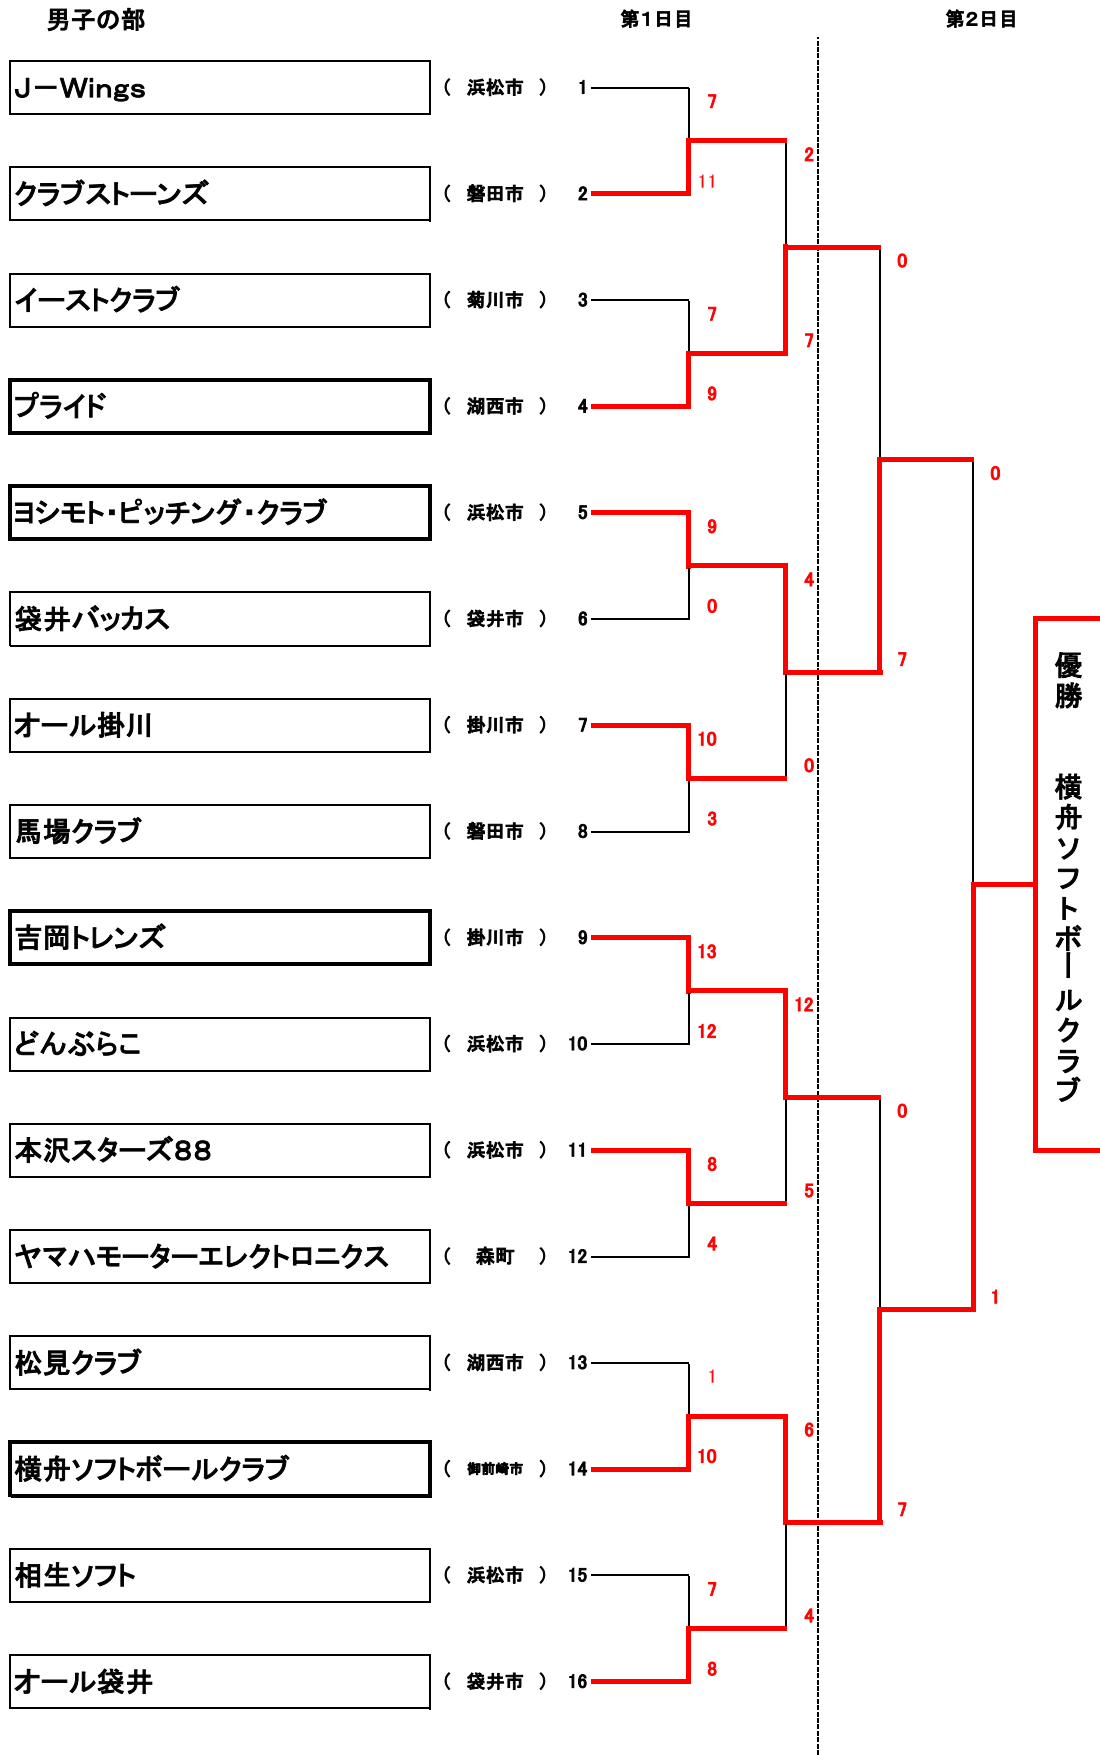 男子の部 第1日目 第2日目
J－Wings ( 浜松市 ) 1
7
2
クラブストーンズ ( 磐田市 ) 2
11
0
イーストクラブ ( 菊川市 ) 3
7
7
プライド ( 湖西市 ) 4
9
0
ヨシモト・ピッチング・クラブ ( 浜松市 ) 5
9
4
袋井バッカス ( 袋井市 ) 6
0
7
オール掛川 ( 掛川市 ) 7
10
0
馬場クラブ ( 磐田市 ) 8
3
優勝 横舟ソフトボールクラブ
吉岡トレンズ ( 掛川市 ) 9
13
12
どんぶらこ ( 浜松市 ) 10
12
0
本沢スターズ88 ( 浜松市 ) 11
8
5
ヤマハモーターエレクトロニクス ( 森町 ) 12
4
1
松見クラブ ( 湖西市 ) 13
1
6
横舟ソフトボールクラブ ( 御前崎市 ) 14
10
7
相生ソフト ( 浜松市 ) 15
7
4
オール袋井 ( 袋井市 ) 16
8